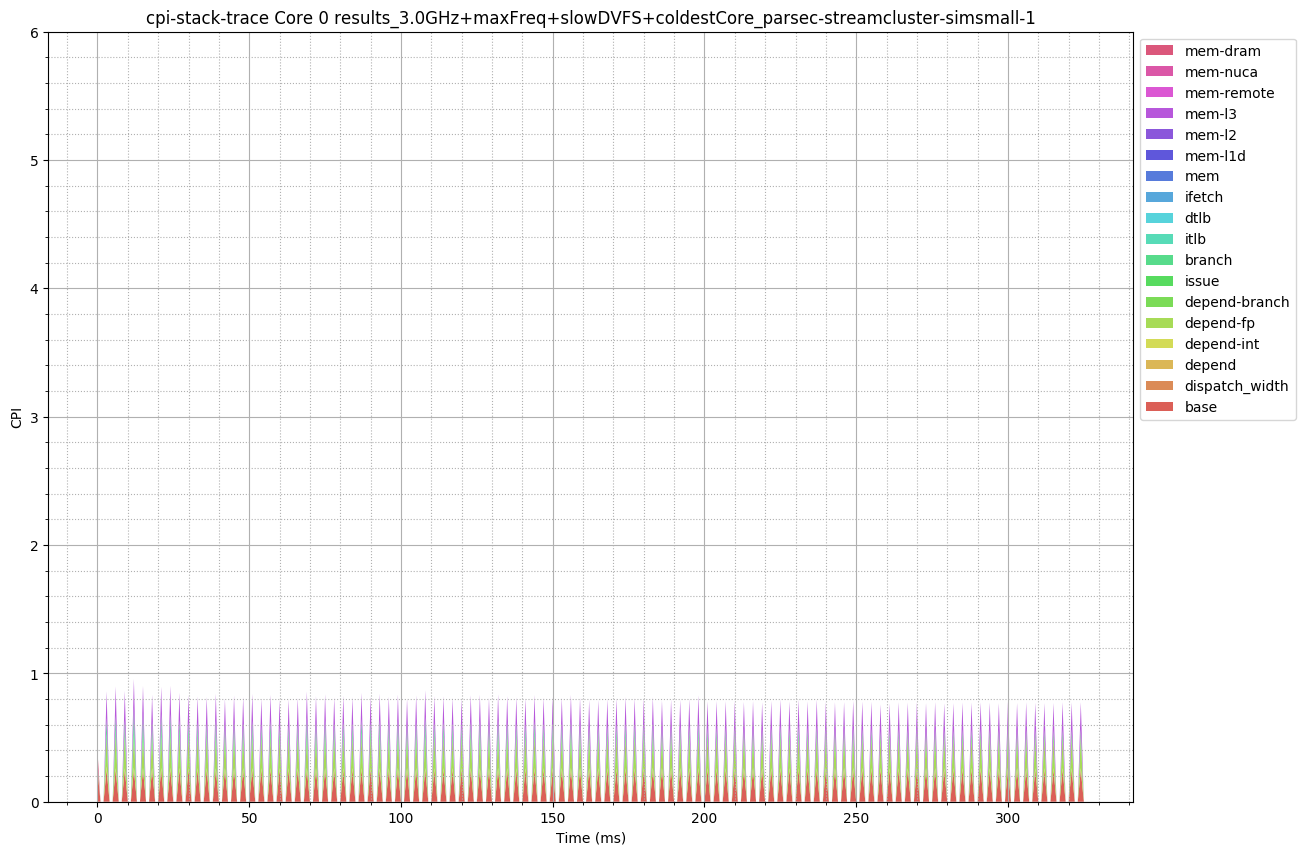 cpi-stack-trace Core 0 results_3.0GHz+maxFreq+slowDVFS+coldestCore_parsec-streamcluster-simsmall-1
6
5
4
3
2
1
0
CPI
0
50
100
150
200
250
300
Time (ms)
mem-dram
mem-nuca
mem-remote
mem-l3
mem-l2
mem-l1d
mem
ifetch
dtlb
itlb
branch
issue
depend-branch
depend-fp
depend-int
depend
dispatch_width
base